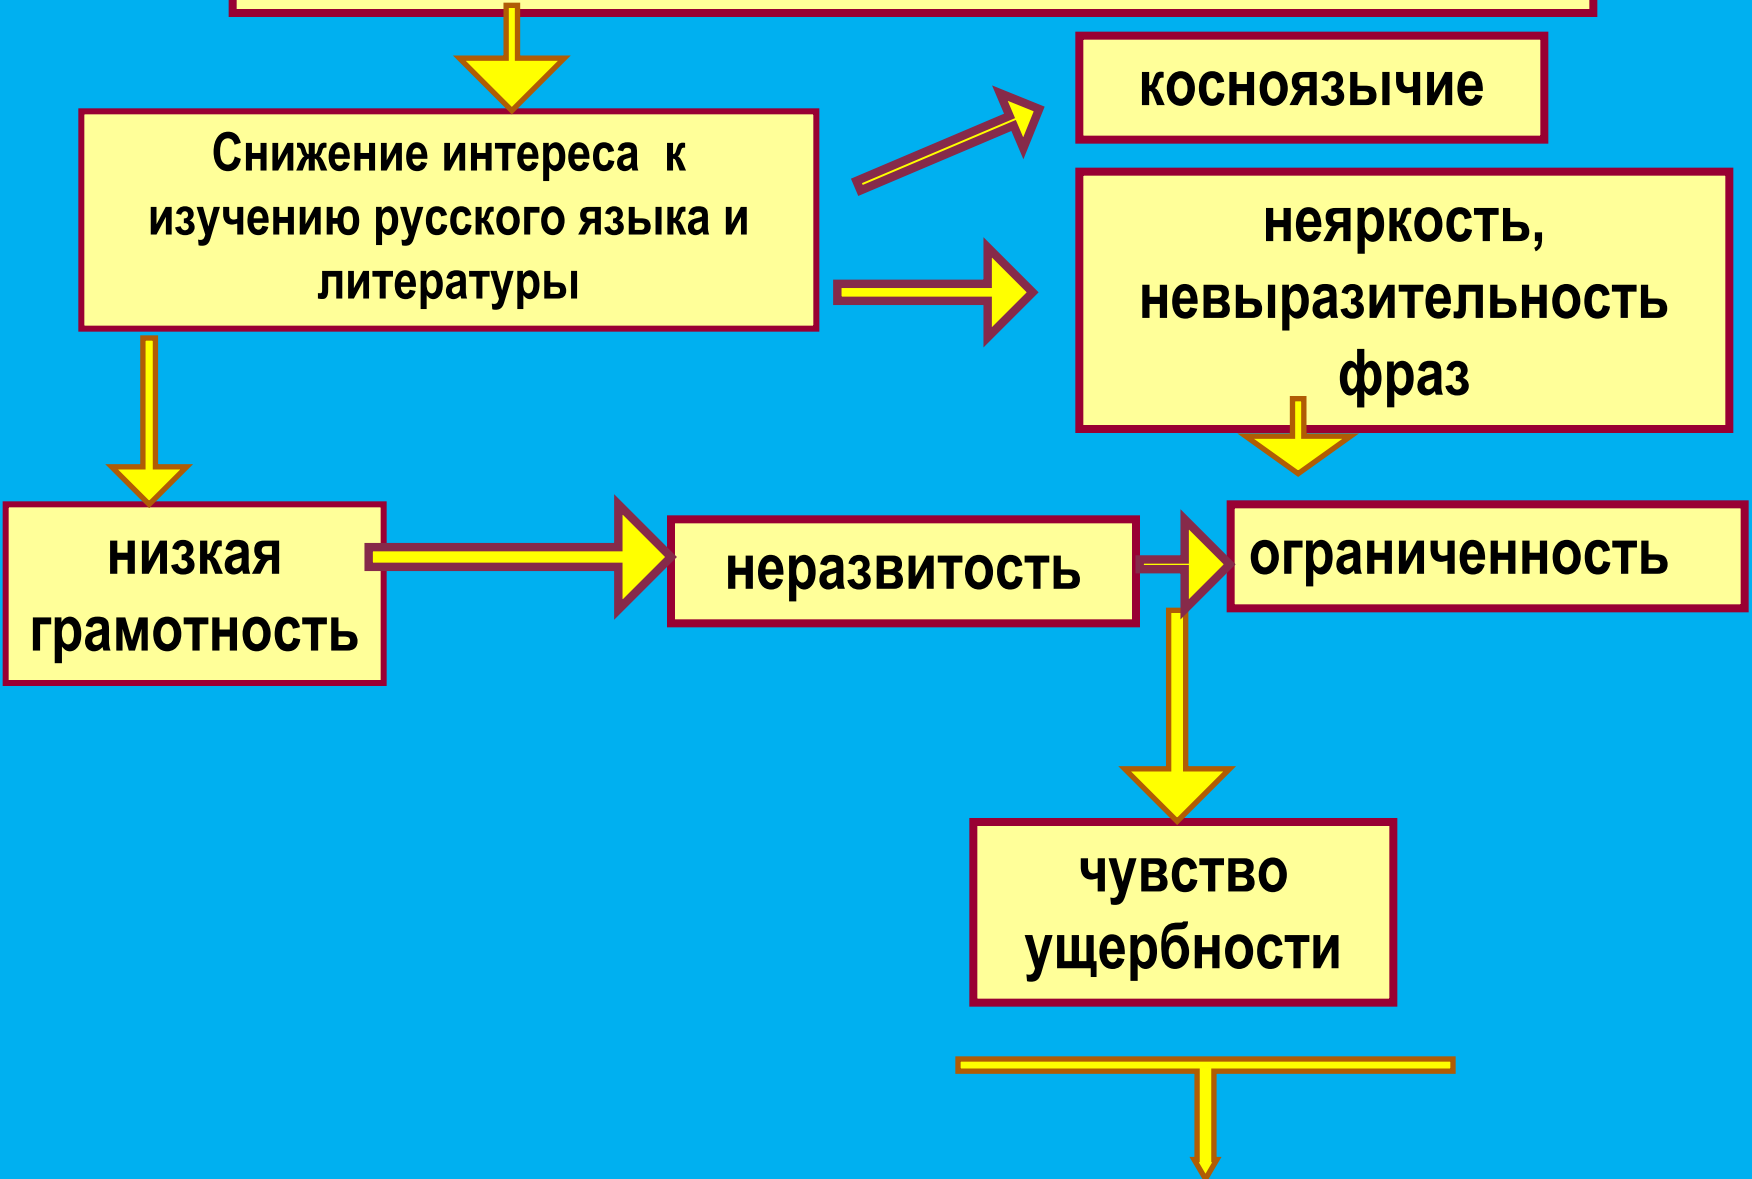 косноязычие
Снижение интереса к
изучению русского языка и
литературы
неяркость,
невыразительность
фраз
низкая
грамотность
неразвитость
ограниченность
чувство
ущербности